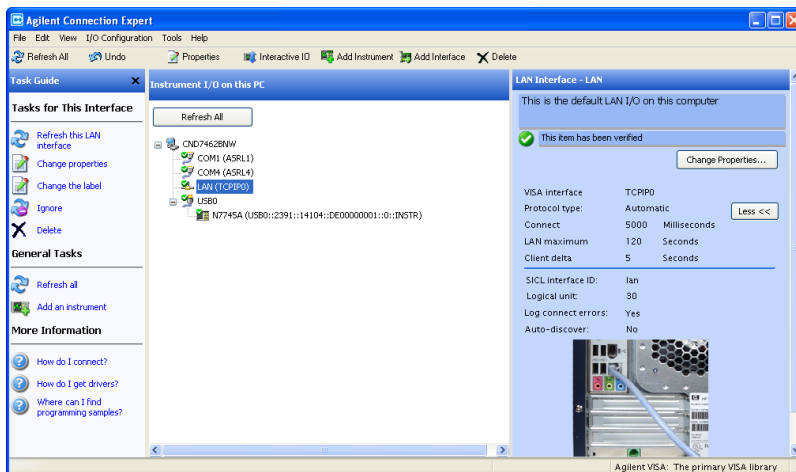 Agilent Connection Expert
File Edit View I/O Configuration Tools Help
Refresh All Undo Properties Interactive IO Add Instrument Add Interface Delete
Task Guide
Tasks for This Interface
Refresh this LAN
interface
Change properties
Change the label
Ignore
Delete
General Tasks
Refresh all
Add an instrument
More Information
How do I connect?
How do I get drivers?
Where can I find
programming samples?
Instrument I/O on this PC
Refresh All
CND7462BNW
COM1 (ASRL1)
COM4 (ASRL4)
LAN (TCPIP0)
USB0
N7745A (USB0::2391::14104::DE00000001::0::INSTR)
LAN Interface - LAN
This is the default LAN I/O on this computer
This item has been verified
Change Properties...
VISA interface TCPIP0
Protocol type: Automatic
Less <<
Connect 5000 Milliseconds
LAN maximum 120 Seconds
Client delta 5 Seconds
SICL interface ID: lan
Logical unit: 30
Log connect errors: Yes
Auto-discover: No
Agilent VISA: The primary VISA library